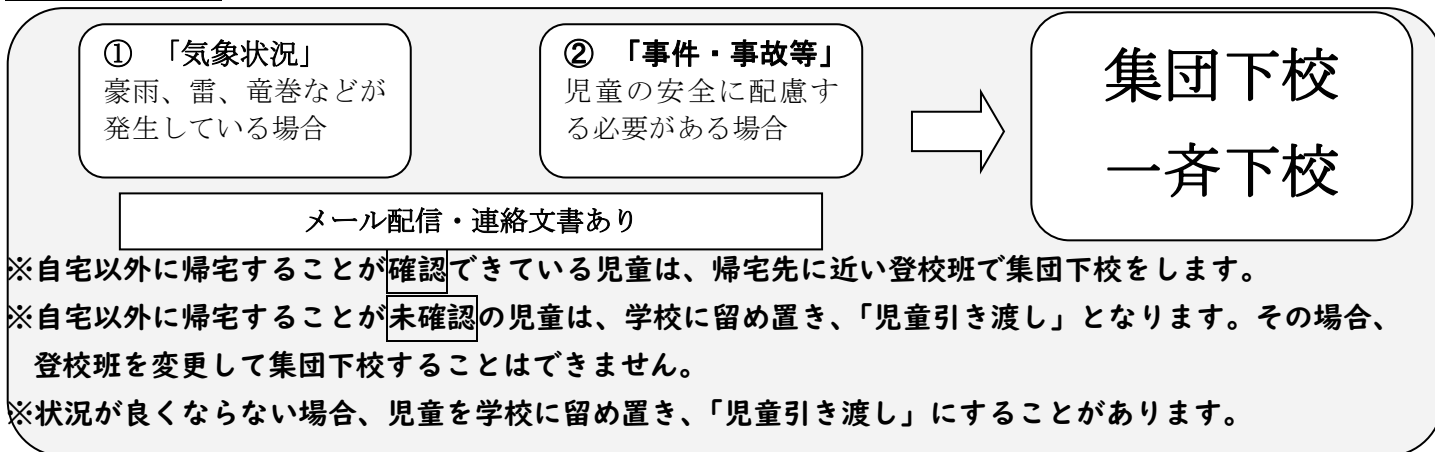 ① 「気象状況」
豪雨、雷、竜巻などが
発生している場合
② 「事件・事故等」
児童の安全に配慮す
る必要がある場合
集団下校
一斉下校
メール配信・連絡文書あり
※自宅以外に帰宅することが確認できている児童は、帰宅先に近い登校班で集団下校をします。
※自宅以外に帰宅することが未確認の児童は、学校に留め置き、「児童引き渡し」となります。その場合、
登校班を変更して集団下校することはできません。
※状況が良くならない場合、児童を学校に留め置き、「児童引き渡し」にすることがあります。